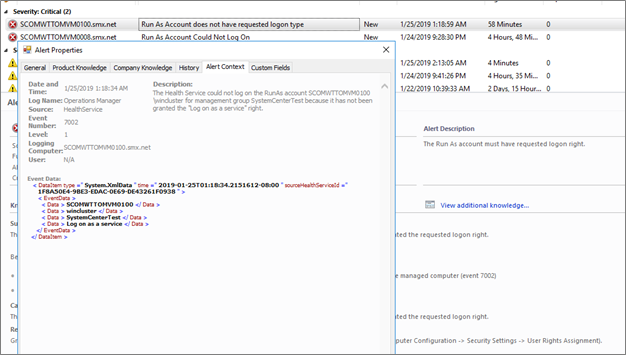 Severity: Critical (2)
SCOMWTTOMVM0100.smx.net Run As Account does not have requested logon type New 1/25/2019 1:18:59 AM 58 Minutes 0
SCOMWTTOMVM0008.smx.net Run As Account Could Not Log On New 1/24/2019 9:28:30 PM 4 Hours, 48 Mi... 0
1/25/2019 2:13:05 AM 4 Minutes 0
1/24/2019 9:41:26 PM 4 Hours, 35 Mi... 0
1/22/2019 10:39:33 AM 2 Days, 15 Hour... 0
Alert Properties
General Product Knowledge Company Knowledge History Alert Context Custom Fields
Date and Time: 1/25/2019 1:18:34 AM
Log Name: Operations Manager
Source: HealthService
Event Number: 7002
Level: 1
Logging Computer: SCOMWTTOMVM0100.smx.net
User: N/A
Description:
The Health Service could not log on the RunAs account SCOMWTTOMVM0100
\wincluster for management group SystemCenterTest because it has not been
granted the "Log on as a service" right.
Event Data:
< DataItem type =" System.XmlData " time =" 2019-01-25T01:18:34.2151612-08:00 " sourceHealthServiceId ="
1F8A50E4-9BE3-EDAC-0E69-DE43261F0938 " >
< EventData >
< Data > SCOMWTTOMVM0100 </ Data >
< Data > wincluster </ Data >
< Data > SystemCenterTest </ Data >
< Data > Log on as a service </ Data >
</ EventData >
</ DataItem >
Alert Description
The Run As account must have requested logon right.
View additional knowledge...
ted the requested logon right.
e managed computer (event 7002)
ted the requested logon right.
puter Configuration -> Security Settings -> User Rights Assignment).